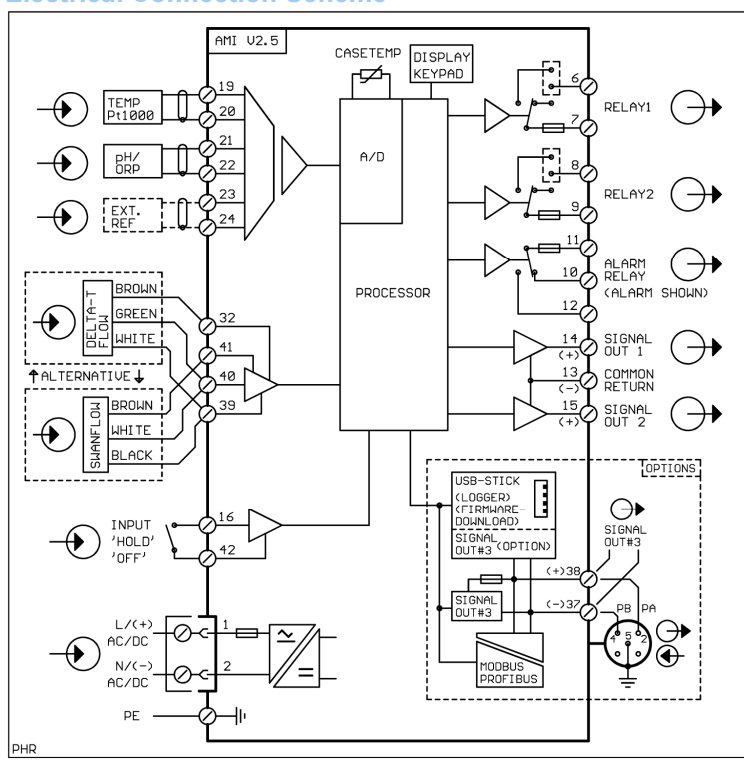 Electrical Connection Scheme
AMI V2.5
CASETEMP
DISPLAY
KEYPAD
TEMP
Pt1000
19
20
pH/
ORP
21
22
EXT.
REF
23
24
A/D
PROCESSOR
6
7
RELAY1
8
9
RELAY2
11
10
12
ALARM
RELAY
(ALARM SHOWN)
14
(+)
SIGNAL
OUT 1
13
(-)
COMMON
RETURN
15
(+)
SIGNAL
OUT 2
DELTA-T
FLOW
BROWN
GREEN
WHITE
32
41
40
39
ALTERNATIVE
SWANFLOW
BROWN
WHITE
BLACK
INPUT
'HOLD'
'OFF'
16
42
L/(+)
AC/DC
1
N/(-)
AC/DC
2
PE
OPTIONS
USB-STICK
(LOGGER)
(FIRMWARE-
DOWNLOAD)
SIGNAL
OUT#3 (OPTION)
SIGNAL
OUT#3
SIGNAL
OUT#3
(+)38
(-)37
PB PA
4 5 2
MODBUS
PROFIBUS
PHR